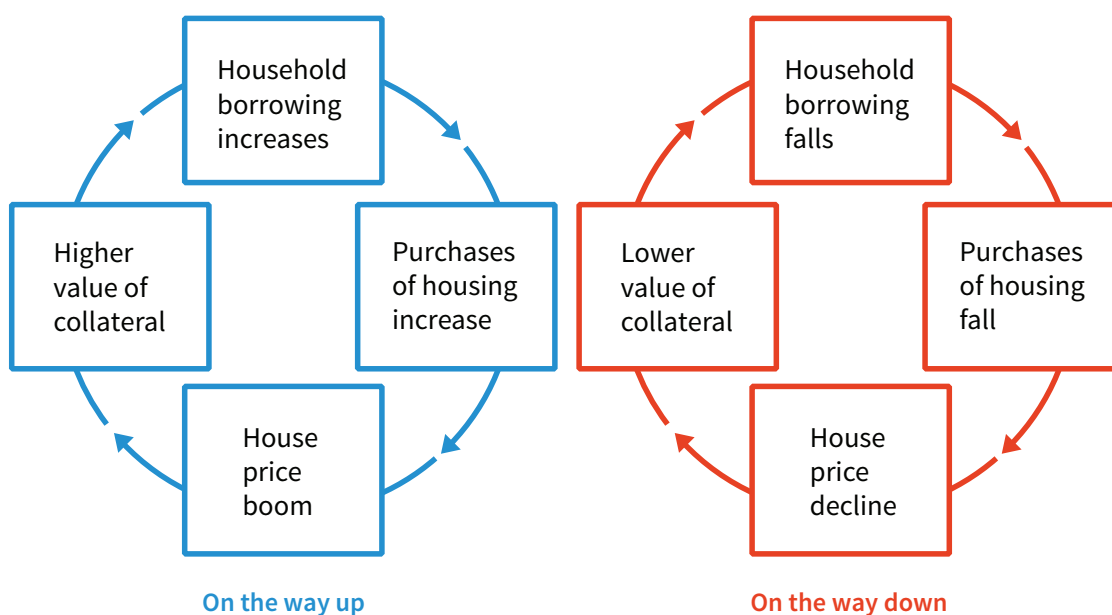 Household
borrowing
increases
Purchases
of housing
increase
House
price
boom
Higher
value of
collateral
On the way up
Household
borrowing
falls
Purchases
of housing
fall
House
price
decline
Lower
value of
collateral
On the way down